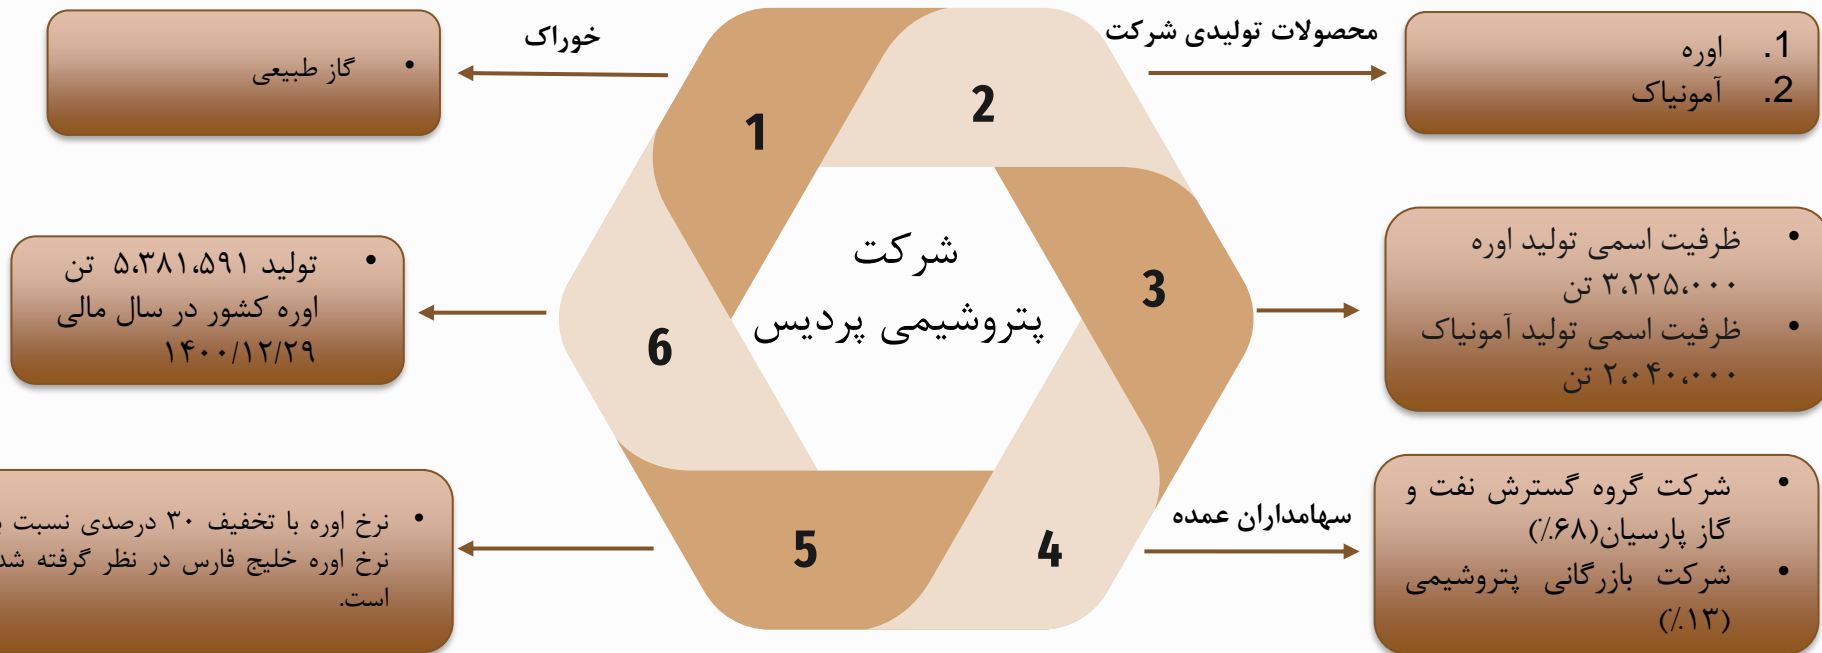 شرکت
پتروشیمی پردیس
1
خوراک
• گاز طبیعی
2
محصولات تولیدی شرکت
1. اوره
2. آمونیاک
3
• ظرفیت اسمی تولید اوره
۳،۲۲۵،۰۰۰ تن
• ظرفیت اسمی تولید آمونیاک
۲،۰۴۰،۰۰۰ تن
4
سهامداران عمده
• شرکت گروه گسترش نفت و
گاز پارسیان(۶۸٪)
• شرکت بازرگانی پتروشیمی
(۱۳٪)
5
• نرخ اوره با تخفیف ۳۰ درصدی نسبت
نرخ اوره خلیج فارس در نظر گرفته
است.
6
• تولید ۵،۳۸۱،۵۹۱ تن
اوره کشور در سال مالی
۱۴۰۰/۱۲/۲۹